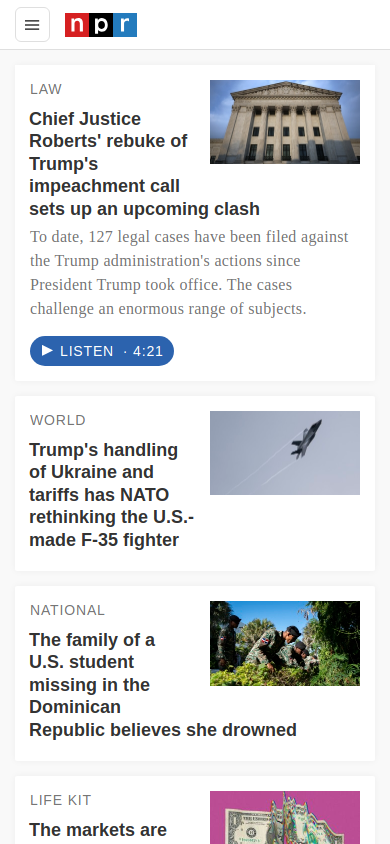 npr
LAW
Chief Justice
Roberts' rebuke of
Trump's
impeachment call
sets up an upcoming clash
To date, 127 legal cases have been filed against
the Trump administration's actions since
President Trump took office. The cases
challenge an enormous range of subjects.
LISTEN · 4:21
WORLD
Trump's handling
of Ukraine and
tariffs has NATO
rethinking the U.S.-
made F-35 fighter
NATIONAL
The family of a
U.S. student
missing in the
Dominican
Republic believes she drowned
LIFE KIT
The markets are